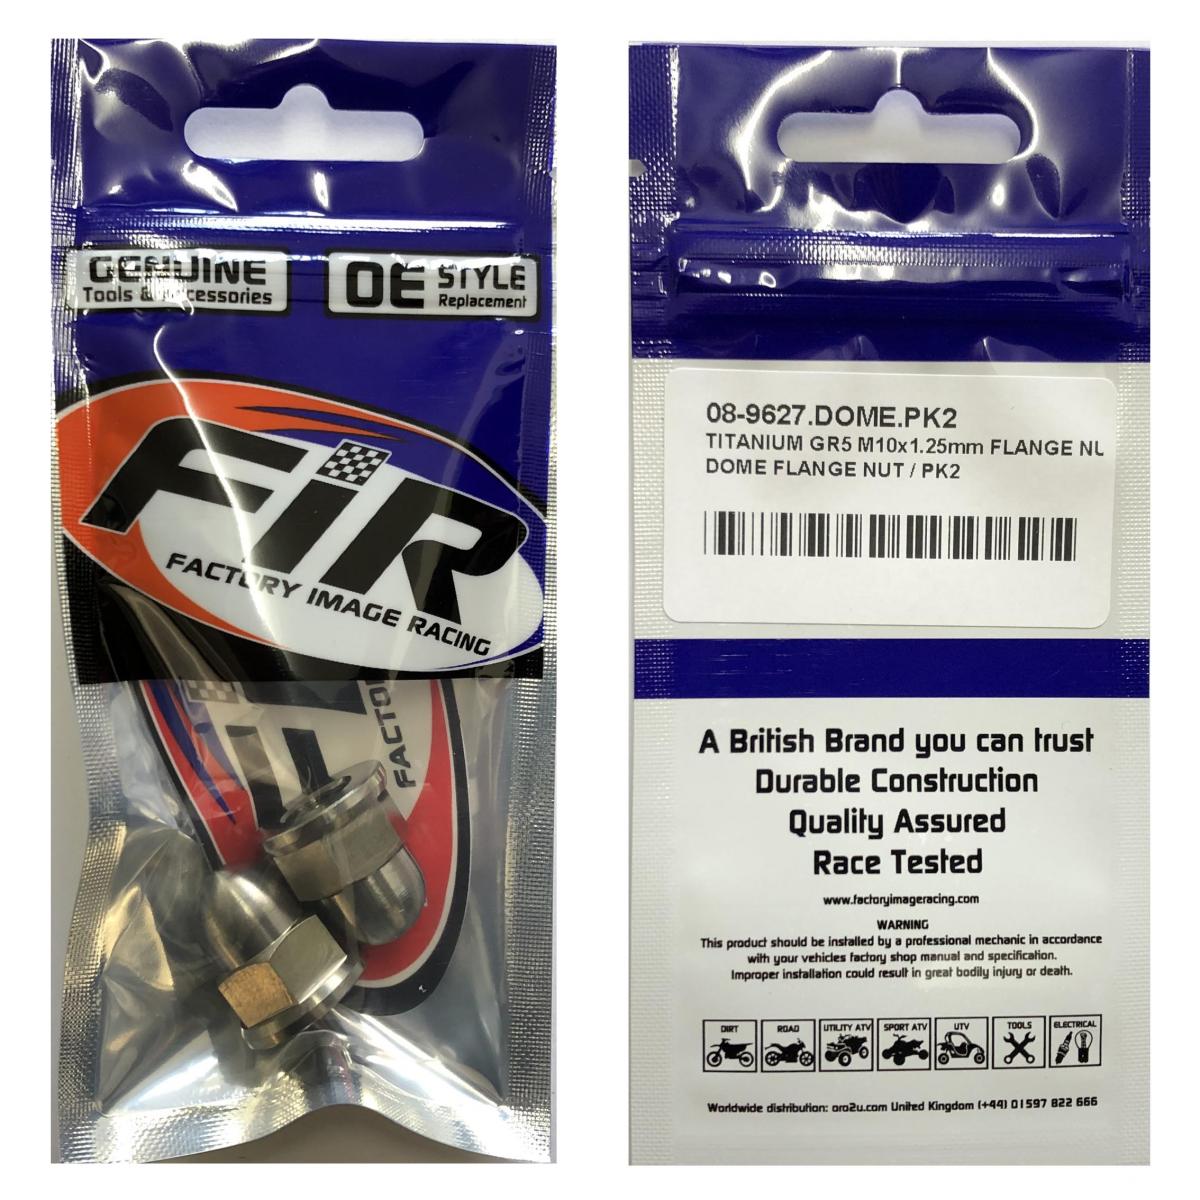 GENUINE
Tools & Accessories
OE STYLE
Replacement
FiR
FACTORY IMAGE RACING
FACTO
08-9627.DOME.PK2
TITANIUM GR5 M10x1.25mm FLANGE NU
DOME FLANGE NUT / PK2
A British Brand you can trust
Durable Construction
Quality Assured
Race Tested
www.factoryimageracing.com
WARNING
This product should be installed by a professional mechanic in accordance
with your vehicles factory shop manual and specification.
Improper installation could result in great bodily injury or death.
DIRT ROAD UTILITY ATV SPORT ATV UTV TOOLS ELECTRICAL
Worldwide distribution: oro2u.com United Kingdom (+44) 01597 822 666